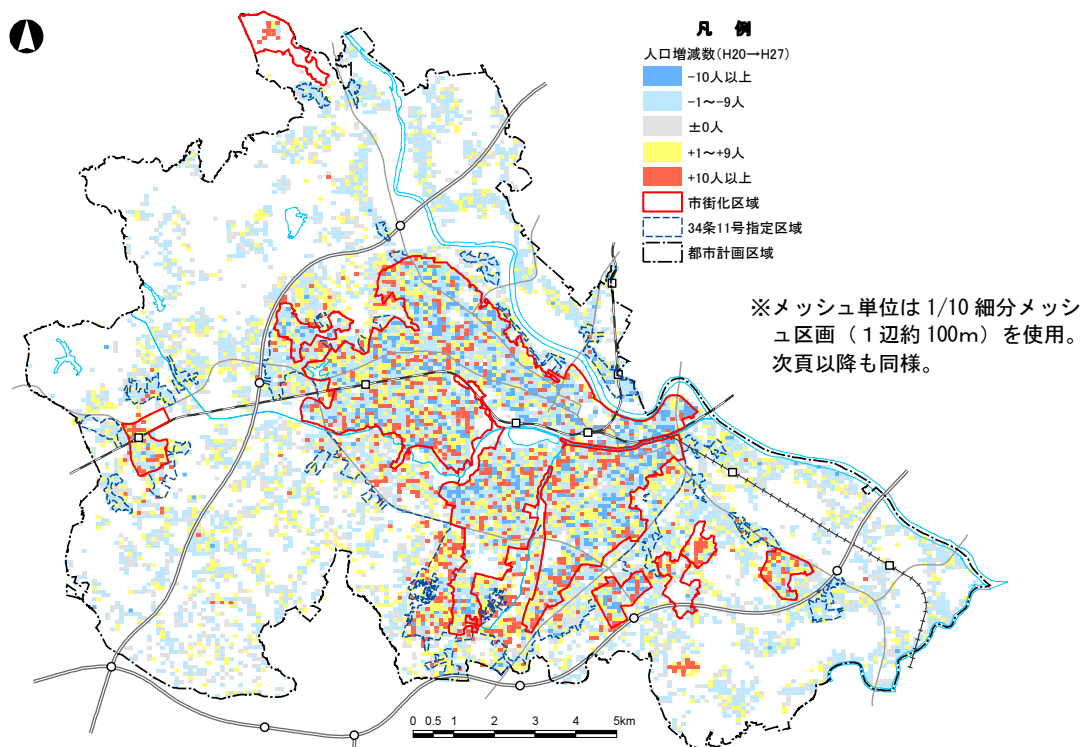 凡 例
人口増減数(H20→H27)
-10人以上
-1～-9人
±0人
+1～+9人
+10人以上
市街化区域
34条11号指定区域
都市計画区域
※メッシュ単位は 1/10 細分メッシ
ュ区画（１辺約 100ｍ）を使用。
次頁以降も同様。
0 0.5 1 2 3 4 5km